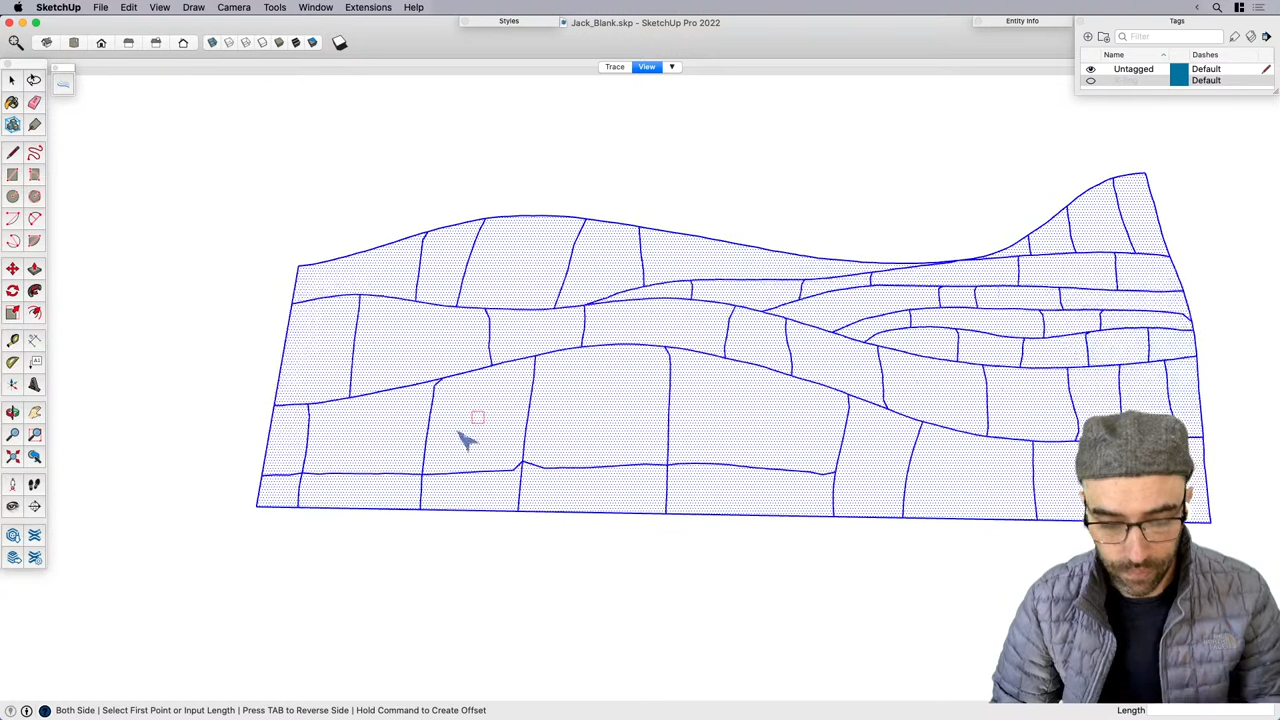 SketchUp File Edit View Draw Camera Tools Window Extensions Help
Styles
Jack_Blank.skp - SketchUp Pro 2022
Entity Info
Tags
Filter
Name Dashes
Untagged Default
Default
Trace View
A1
Both Side | Select First Point or Input Length | Press TAB to Reverse Side | Hold Command to Create Offset
Length